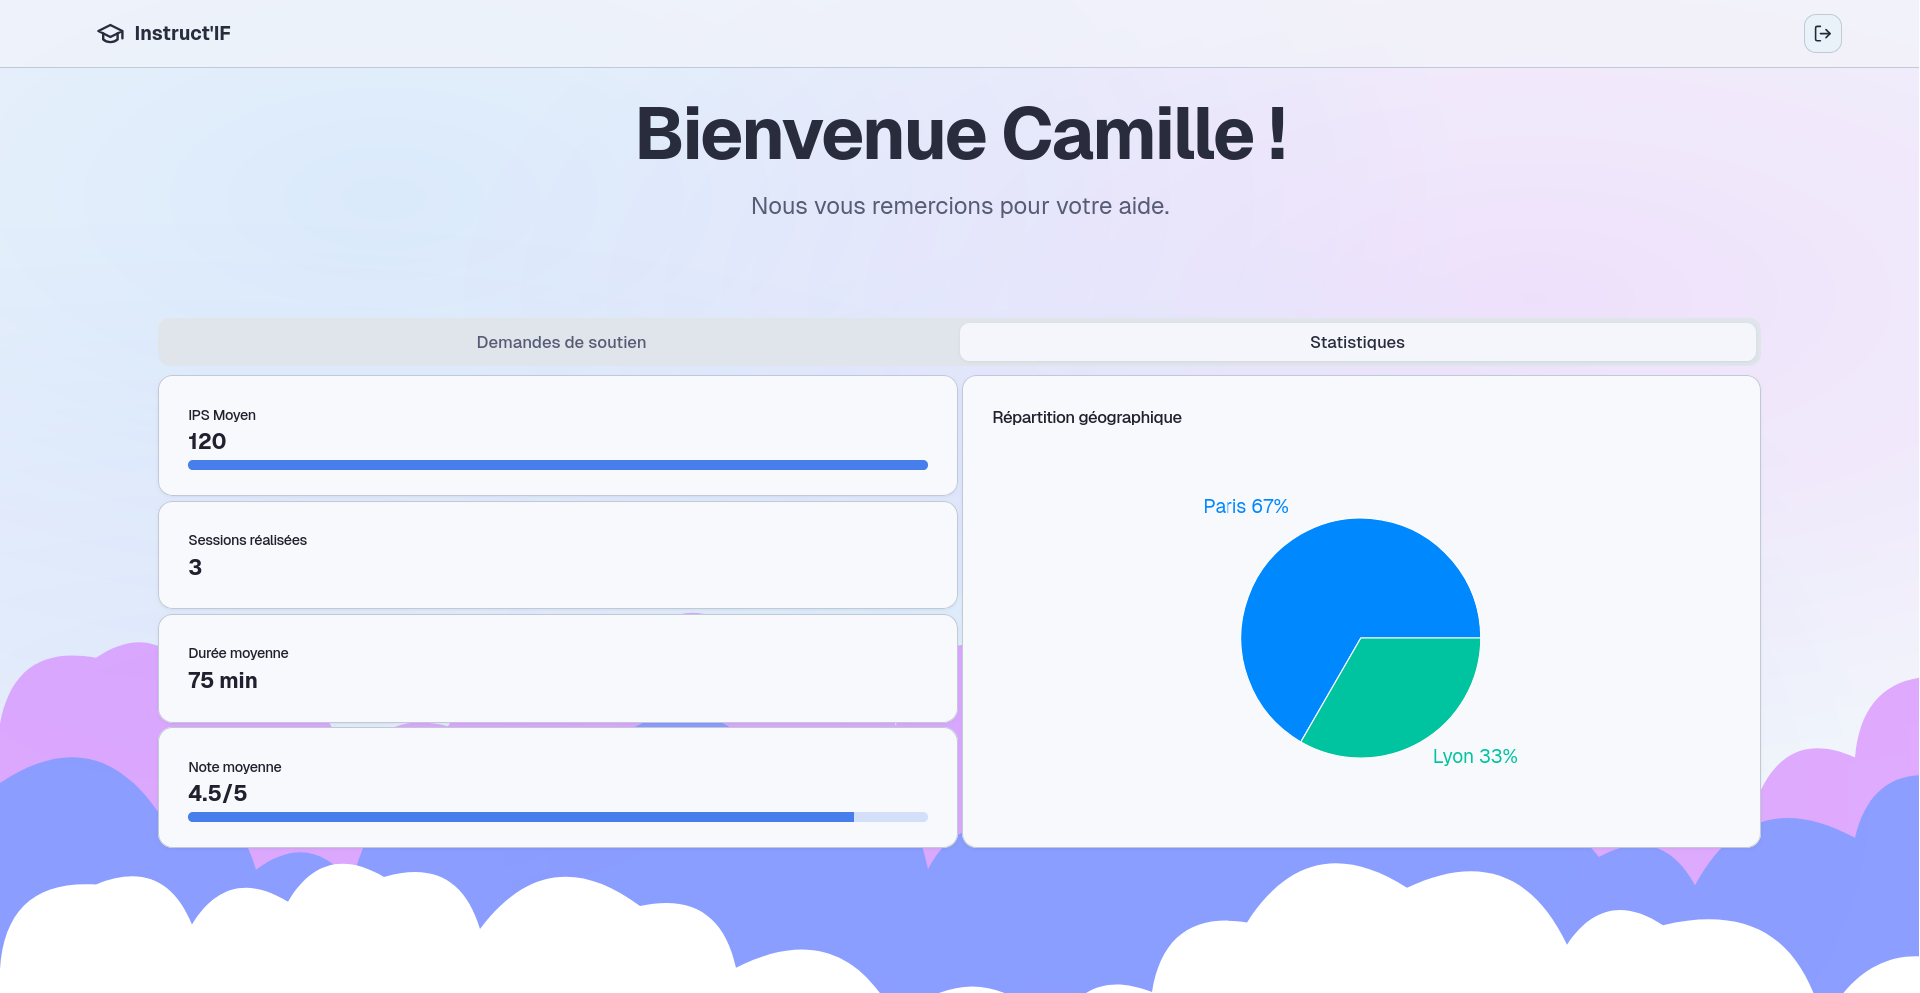 Instruct'IF
Bienvenue Camille !
Nous vous remercions pour votre aide.
Demandes de soutien
Statistiques
IPS Moyen
120
Sessions réalisées
3
Durée moyenne
75 min
Note moyenne
4.5/5
Répartition géographique
Paris 67%
Lyon 33%